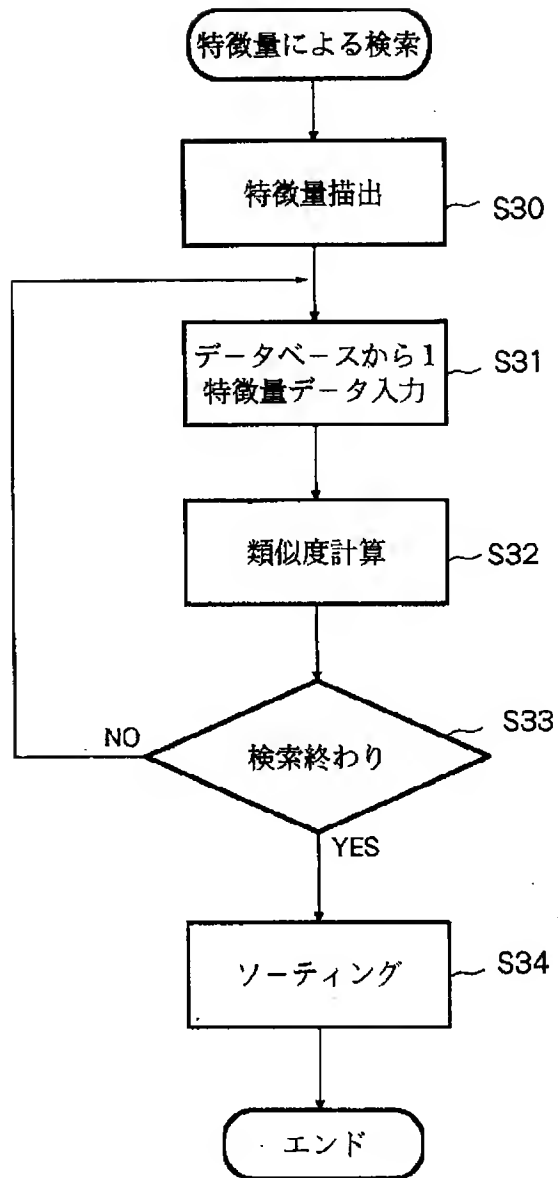 特徴量による検索
特徴量描出
S30
データベースから1
特徴量データ入力
S31
類似度計算
S32
検索終わり
S33
NO
YES
ソーティング
S34
エンド